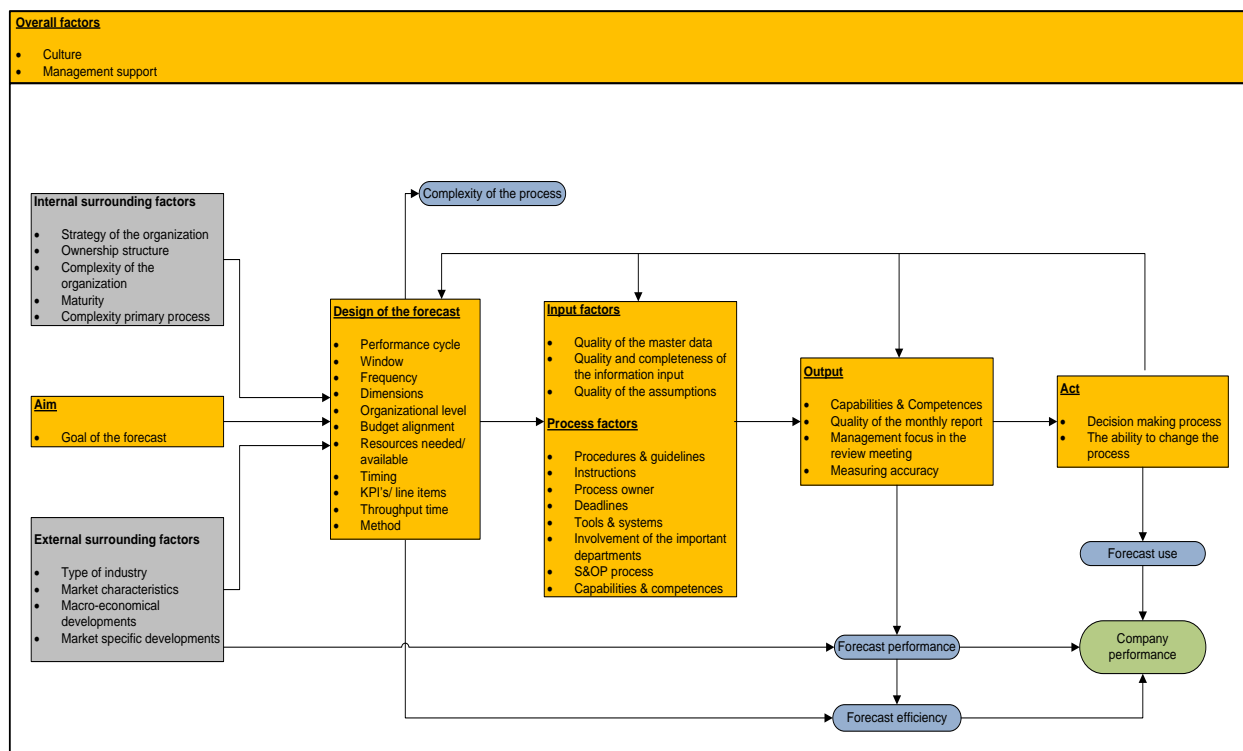 Overall factors
• Culture
• Management support
Complexity of the process
Internal surrounding factors
• Strategy of the organization
• Ownership structure
• Complexity of the
organization
• Maturity
• Complexity primary process
Aim
• Goal of the forecast
External surrounding factors
• Type of industry
• Market characteristics
• Macro-economical
developments
• Market specific developments
Design of the forecast
• Performance cycle
• Window
• Frequency
• Dimensions
• Organizational level
• Budget alignment
• Resources needed/
available
• Timing
• KPI's/ line items
• Throughput time
• Method
Input factors
• Quality of the master data
• Quality and completeness of
the information input
• Quality of the assumptions
Process factors
• Procedures & guidelines
• Instructions
• Process owner
• Deadlines
• Tools & systems
• Involvement of the important
departments
• S&OP process
• Capabilities & competences
Output
• Capabilities & Competences
• Quality of the monthly report
• Management focus in the
review meeting
• Measuring accuracy
Act
• Decision making process
• The ability to change the
process
Forecast use
Forecast performance
Company
performance
Forecast efficiency